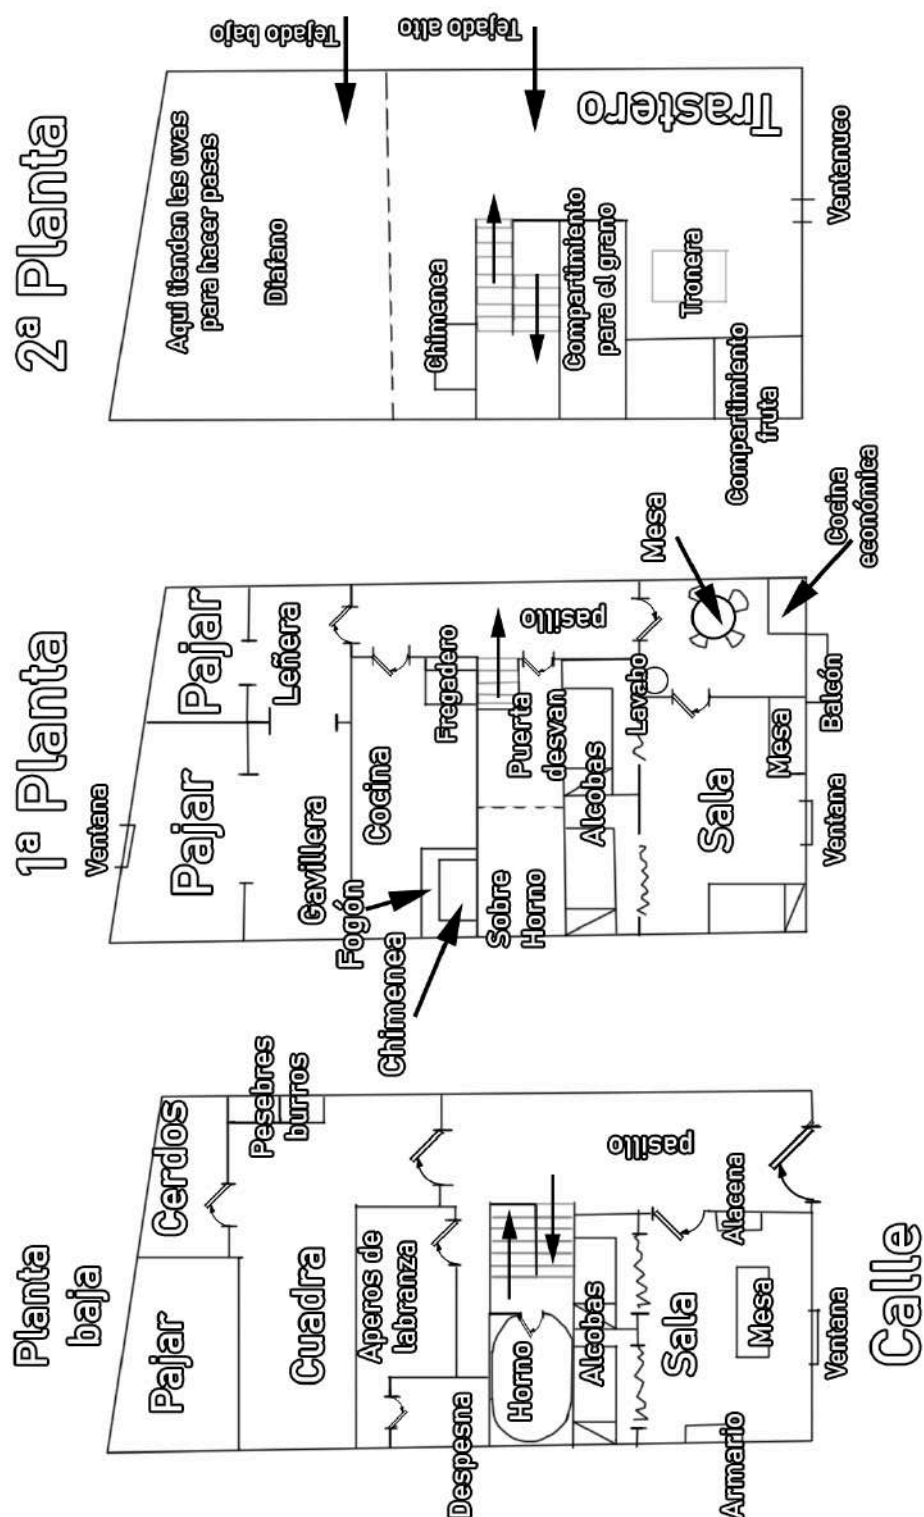 Planta
baja
Pajar
Cerdos
Pesebres
burros
Cuadra
Aperos de
labranza
Despesna
Horno
Alcobas
pasillo
Sala
Alacena
Mesa
Armario
Ventana
Calle
1ª Planta
Ventana
Pajar
Pajar
Leñera
Gavillera
Fogón
Chimenea
Cocina
Fregadero
Sobre
Horno
Puerta
desvan
pasillo
Alcobas
Lavabo
Mesa
Sala
Mesa
Ventana
Balcón
Cocina
económica
2ª Planta
Aqui tienden las uvas
para hacer pasas
Diafano
Tejado bajo
Tejado alto
Chimenea
Compartimiento
para el grano
Trastero
Tronera
Compartimiento
fruta
Ventanuco